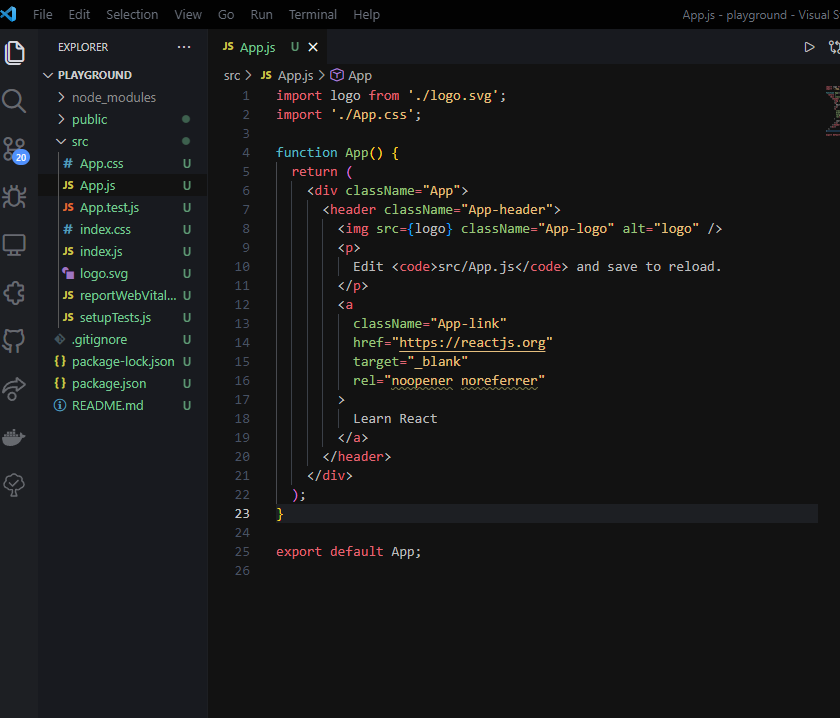 File Edit Selection View Go Run Terminal Help App.js - playground - Visual S
EXPLORER ···
PLAYGROUND
node_modules
public
src
# App.css U
JS App.js U
JS App.test.js U
# index.css U
JS index.js U
logo.svg U
JS reportWebVital... U
JS setupTests.js U
.gitignore U
{} package-lock.json U
{} package.json U
README.md U
20
JS App.js U
src > JS App.js > App
1 import logo from './logo.svg';
2 import './App.css';
3
4 function App() {
5 return (
6 <div className="App">
7 <header className="App-header">
8 <img src={logo} className="App-logo" alt="logo" />
9 <p>
10 Edit <code>src/App.js</code> and save to reload.
11 </p>
12 <a
13 className="App-link"
14 href="https://reactjs.org"
15 target="_blank"
16 rel="noopener noreferrer"
17 >
18 Learn React
19 </a>
20 </header>
21 </div>
22 );
23 }
24
25 export default App;
26